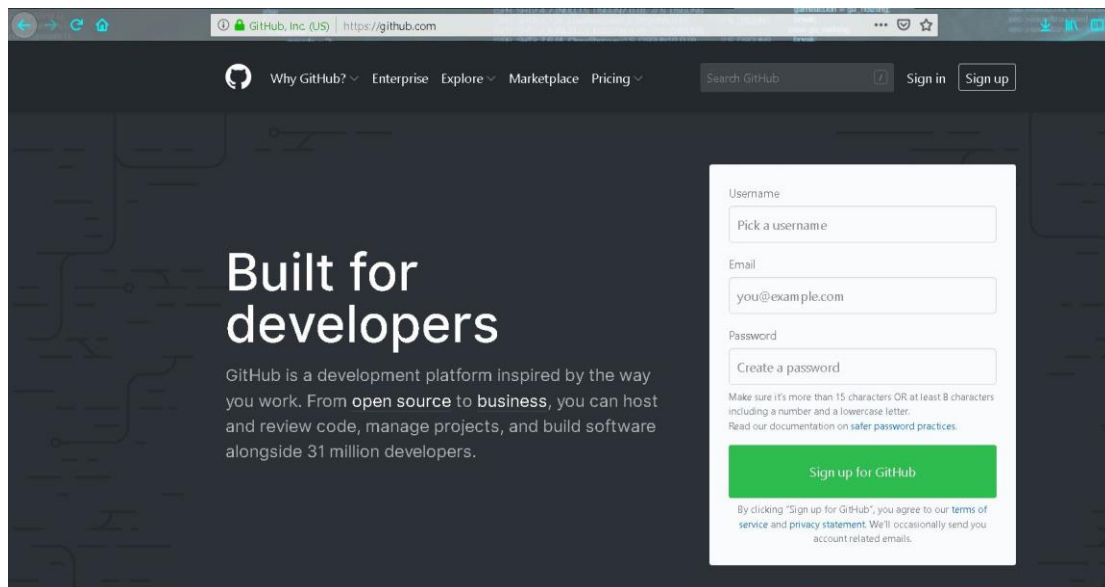 GitHub, Inc. (US) https://github.com
Why GitHub? Enterprise Explore Marketplace Pricing Search GitHub / Sign in Sign up
Built for
developers
GitHub is a development platform inspired by the way
you work. From open source to business, you can host
and review code, manage projects, and build software
alongside 31 million developers.
Username
Pick a username
Email
you@example.com
Password
Create a password
Make sure it's more than 15 characters OR at least 8 characters
including a number and a lowercase letter.
Read our documentation on safer password practices.
Sign up for GitHub
By clicking "Sign up for GitHub", you agree to our terms of
service and privacy statement. We'll occasionally send you
account related emails.